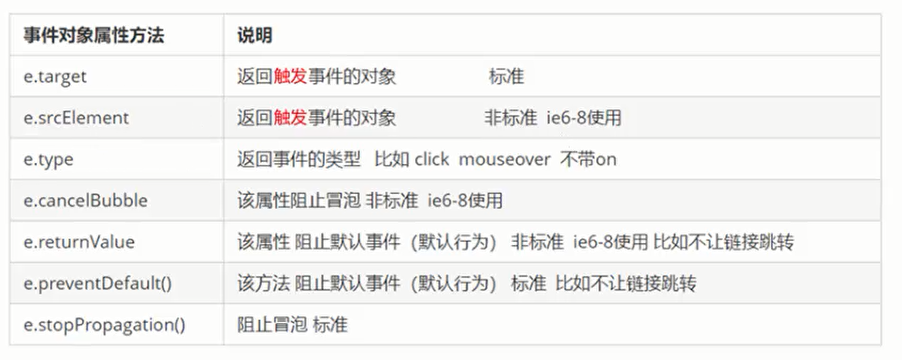 事件对象属性方法 说明
e.target 返回触发事件的对象 标准
e.srcElement 返回触发事件的对象 非标准 ie6-8使用
e.type 返回事件的类型 比如 click mouseover 不带on
e.cancelBubble 该属性阻止冒泡 非标准 ie6-8使用
e.returnValue 该属性 阻止默认事件（默认行为） 非标准 ie6-8使用 比如不让链接跳转
e.preventDefault() 该方法 阻止默认事件（默认行为） 标准 比如不让链接跳转
e.stopPropagation() 阻止冒泡 标准